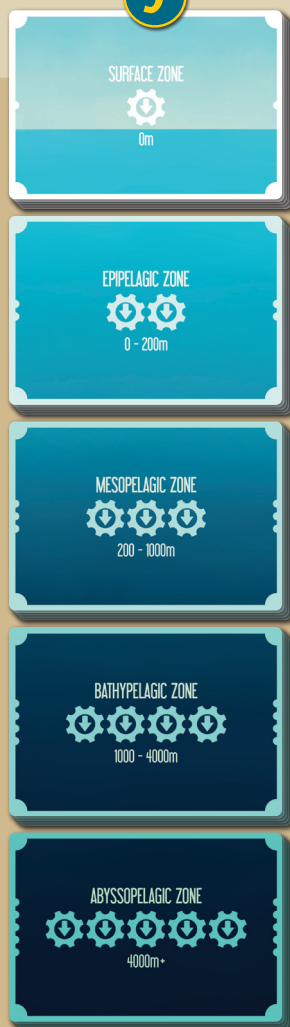 SURFACE ZONE
0m
EPIPELAGIC ZONE
0 - 200m
MESOPELAGIC ZONE
200 - 1000m
BATHYPELAGIC ZONE
1000 - 4000m
ABYSSOPELAGIC ZONE
4000m+